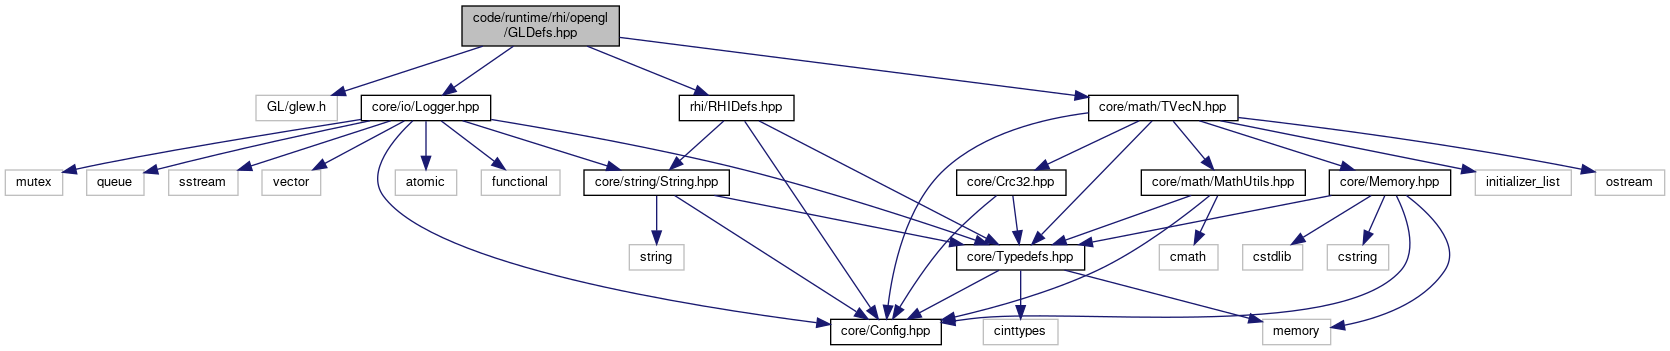 code/runtime/rhi/opengl
/GLDefs.hpp
GL/glew.h
core/io/Logger.hpp
rhi/RHIDefs.hpp
core/math/TVecN.hpp
mutex
queue
sstream
vector
atomic
functional
core/string/String.hpp
core/Crc32.hpp
core/math/MathUtils.hpp
core/Memory.hpp
initializer_list
ostream
string
core/Typedefs.hpp
cmath
cstdlib
cstring
core/Config.hpp
cinttypes
memory